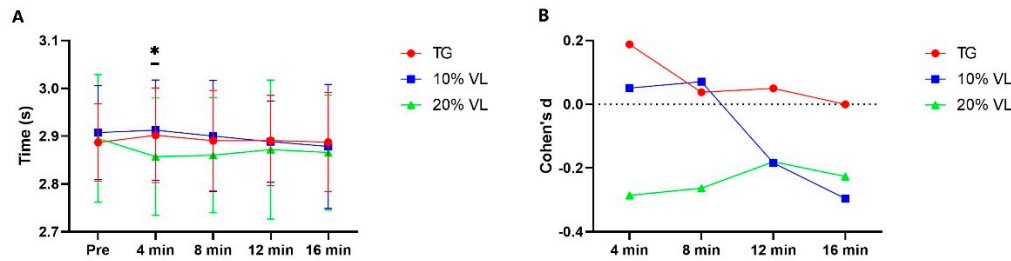 A
Time (s)
3.1
3.0
2.9
2.8
2.7
*
Pre
4 min
8 min
12 min
16 min
TG
10% VL
20% VL
B
Cohen's d
0.2
0.0
-0.2
-0.4
4 min
8 min
12 min
16 min
TG
10% VL
20% VL